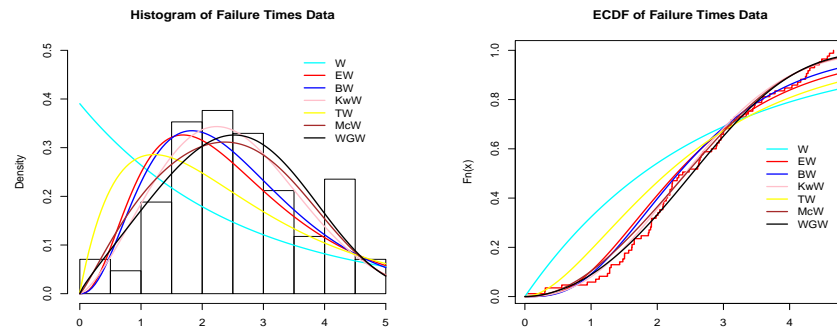 Histogram of Failure Times Data
Density
0.0
0.1
0.2
0.3
0.4
0.5
0
1
2
3
4
5
W
EW
BW
KwW
TW
McW
WGW
ECDF of Failure Times Data
Fn(x)
0.0
0.2
0.4
0.6
0.8
1.0
0
1
2
3
4
W
EW
BW
KwW
TW
McW
WGW